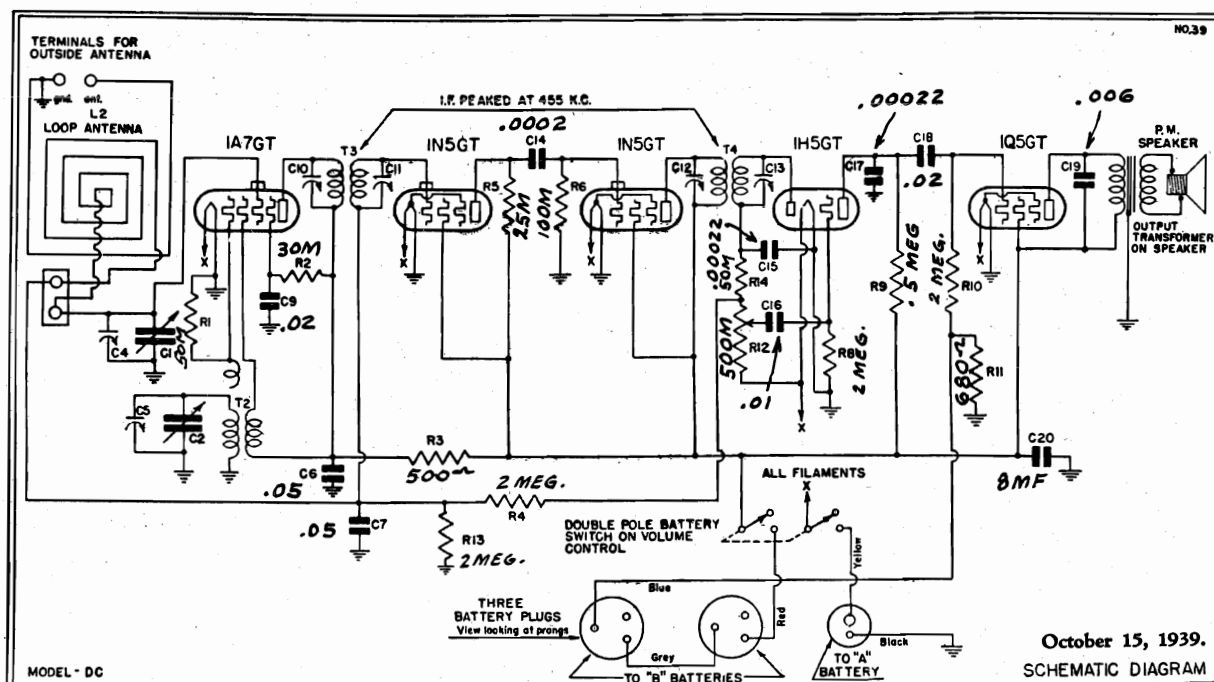 NO.39
TERMINALS FOR
OUTSIDE ANTENNA
gnd. ant.
L2
LOOP ANTENNA
I.F. PEAKED AT 455 K.C.
.0002
.00022
.006
1A7GT
T3
1N5GT
C14
1N5GT
T4
1H5GT
C18
1Q5GT
P.M.
SPEAKER
C10
C11
C12
C13
C17
.02
C19
R5
25M
R6
100M
OUTPUT
TRANSFORMER
ON SPEAKER
X
X
X
X
30M
R2
C9
.02
.00022
C15
50M
R14
C16
R12
500M
.01
R8
2 MEG.
R9
.5 MEG
R10
2 MEG.
R11
680Ω
R1
50M
C4
C1
C5
C2
T2
X
R3
500Ω
C6
.05
C20
8MF
2 MEG.
R4
ALL FILAMENTS
X
C7
.05
R13
2 MEG.
DOUBLE POLE BATTERY
SWITCH ON VOLUME
CONTROL
Yellow
Blue
Red
THREE
BATTERY PLUGS
View looking at prongs
Grey
Black
TO "B" BATTERIES
TO "A"
BATTERY
October 15, 1939.
MODEL - DC
SCHEMATIC DIAGRAM